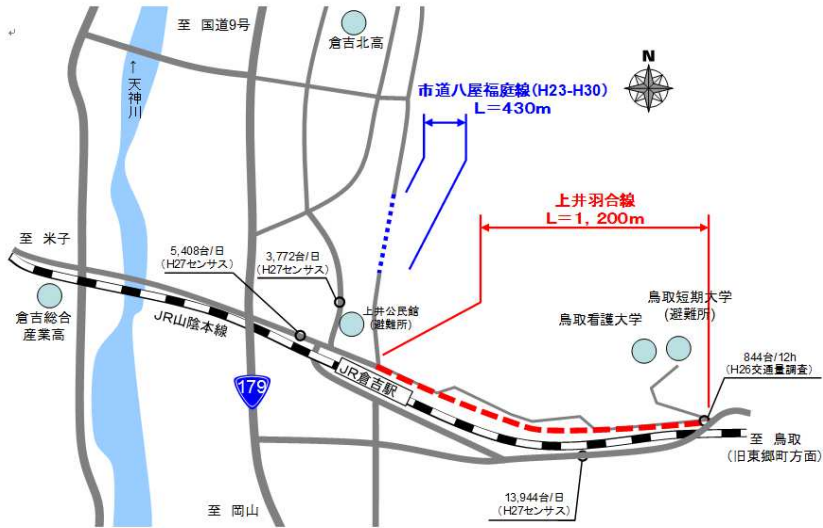 至 国道9号
倉吉北高
↑天神川
N
市道八屋福庭線(H23-H30)
L=430m
上井羽合線
L=1,200m
至 米子
5,408台/日
(H27センサス)
3,772台/日
(H27センサス)
倉吉総合
産業高
JR山陰本線
上井公民館
(避難所)
鳥取看護大学
鳥取短期大学
(避難所)
844台/12h
(H26交通量調査)
179
JR倉吉駅
至 鳥取
(旧東郷町方面)
13,944台/日
(H27センサス)
至 岡山